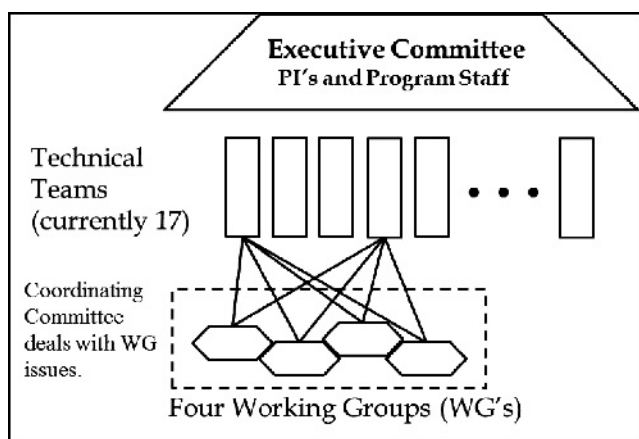 Executive Committee
PI's and Program Staff
Technical
Teams
(currently 17)
Coordinating
Committee
deals with WG
issues.
Four Working Groups (WG's)